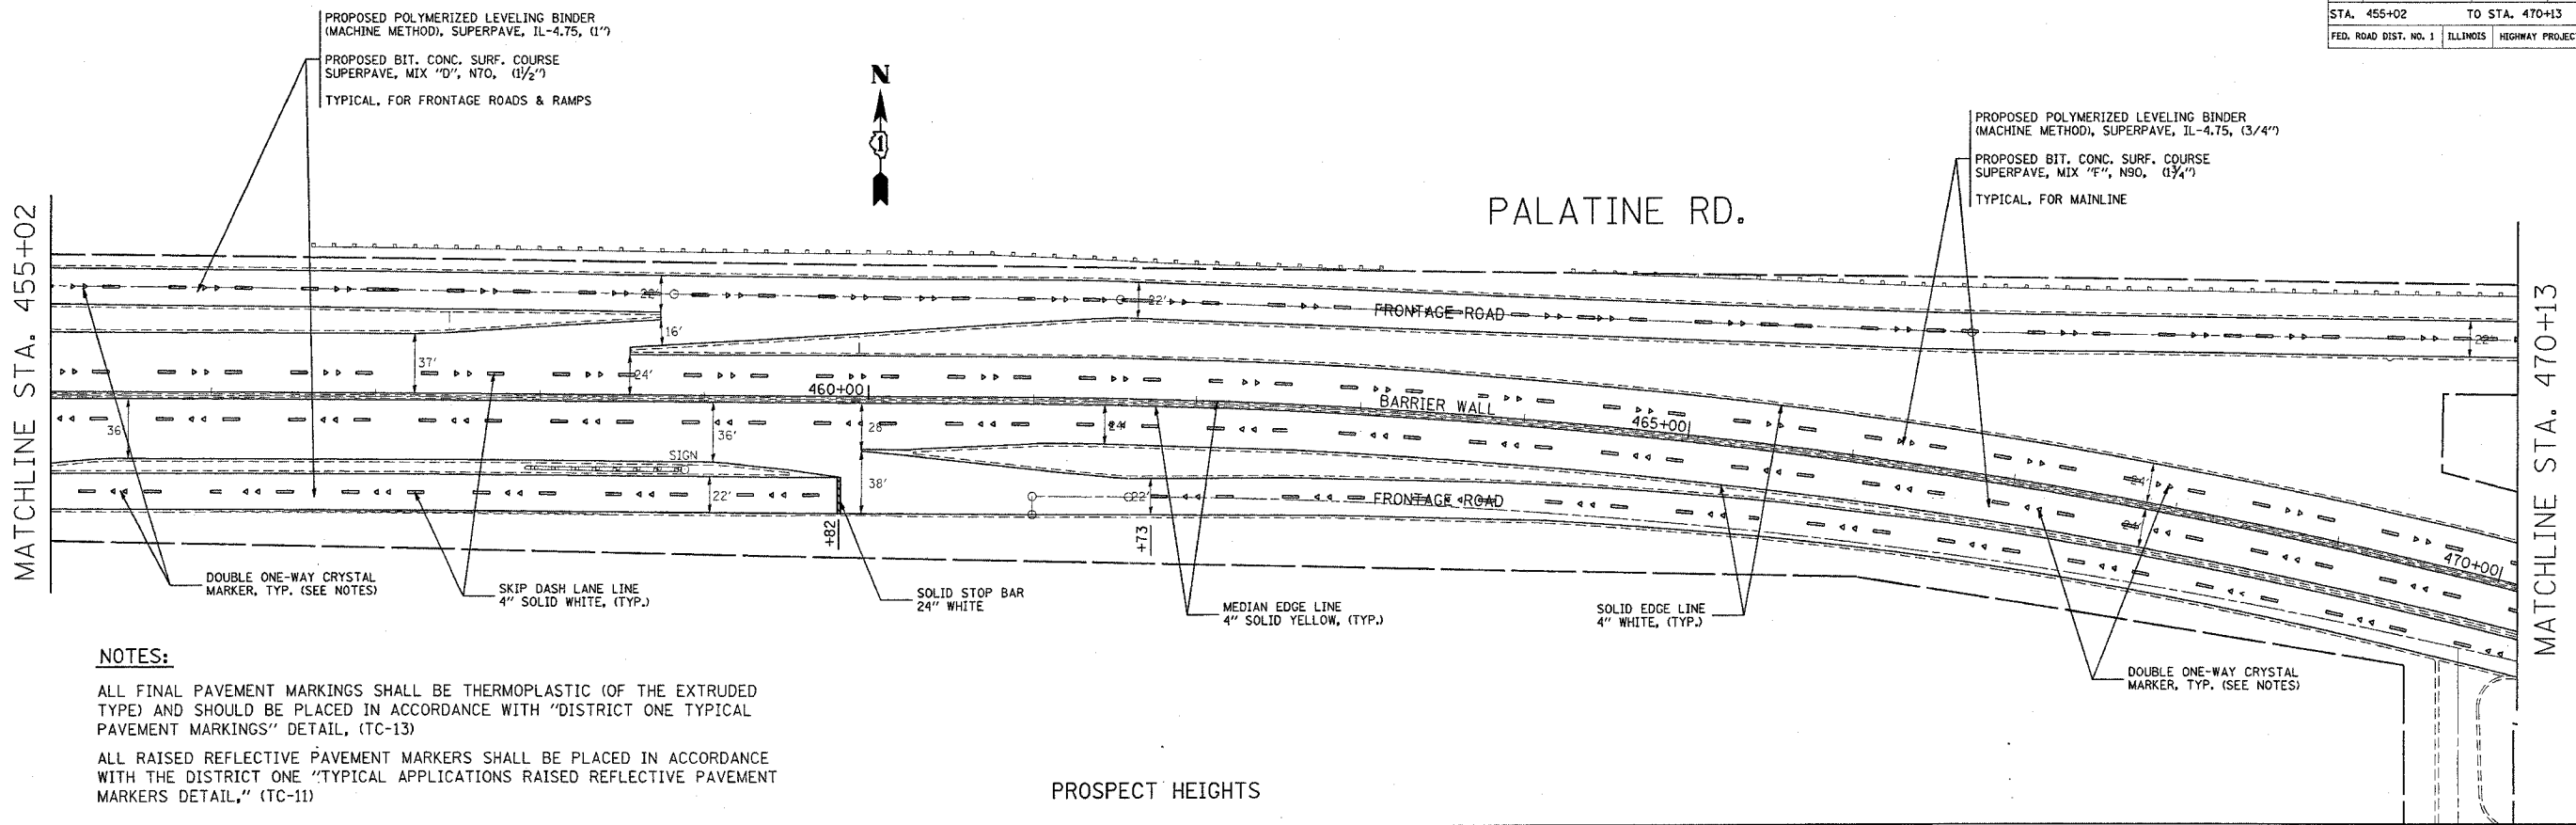 STA. 455+02 TO STA. 470+13
FED. ROAD DIST. NO. 1 ILLINOIS HIGHWAY PROJEC
PROPOSED POLYMERIZED LEVELING BINDER
(MACHINE METHOD), SUPERPAVE, IL-4.75, (1")
PROPOSED BIT. CONC. SURF. COURSE
SUPERPAVE, MIX "D", N70, (1½")
TYPICAL, FOR FRONTAGE ROADS & RAMPS
N
1
PROPOSED POLYMERIZED LEVELING BINDER
(MACHINE METHOD), SUPERPAVE, IL-4.75, (3/4")
PROPOSED BIT. CONC. SURF. COURSE
SUPERPAVE, MIX "F", N90, (1¾")
TYPICAL, FOR MAINLINE
PALATINE RD.
MATCHLINE STA. 455+02
MATCHLINE STA. 470+13
22'
22'
FRONTAGE ROAD
22'
16'
37'
24'
460+00
BARRIER WALL
465+00
470+00
36'
36'
28'
24'
24'
24'
SIGN
22'
38'
22'
FRONTAGE ROAD
+82
+73
DOUBLE ONE-WAY CRYSTAL
MARKER, TYP. (SEE NOTES)
SKIP DASH LANE LINE
4" SOLID WHITE, (TYP.)
SOLID STOP BAR
24" WHITE
MEDIAN EDGE LINE
4" SOLID YELLOW, (TYP.)
SOLID EDGE LINE
4" WHITE, (TYP.)
DOUBLE ONE-WAY CRYSTAL
MARKER, TYP. (SEE NOTES)
NOTES:
ALL FINAL PAVEMENT MARKINGS SHALL BE THERMOPLASTIC (OF THE EXTRUDED
TYPE) AND SHOULD BE PLACED IN ACCORDANCE WITH "DISTRICT ONE TYPICAL
PAVEMENT MARKINGS" DETAIL, (TC-13)
ALL RAISED REFLECTIVE PAVEMENT MARKERS SHALL BE PLACED IN ACCORDANCE
WITH THE DISTRICT ONE "TYPICAL APPLICATIONS RAISED REFLECTIVE PAVEMENT
MARKERS DETAIL," (TC-11)
PROSPECT HEIGHTS